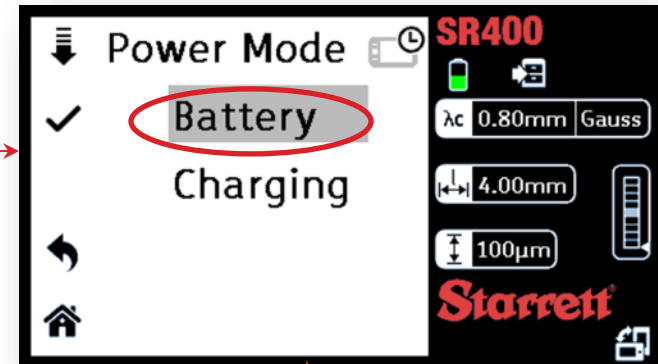 Power Mode
Battery
Charging
SR400
λc 0.80mm Gauss
4.00mm
100µm
Starrett